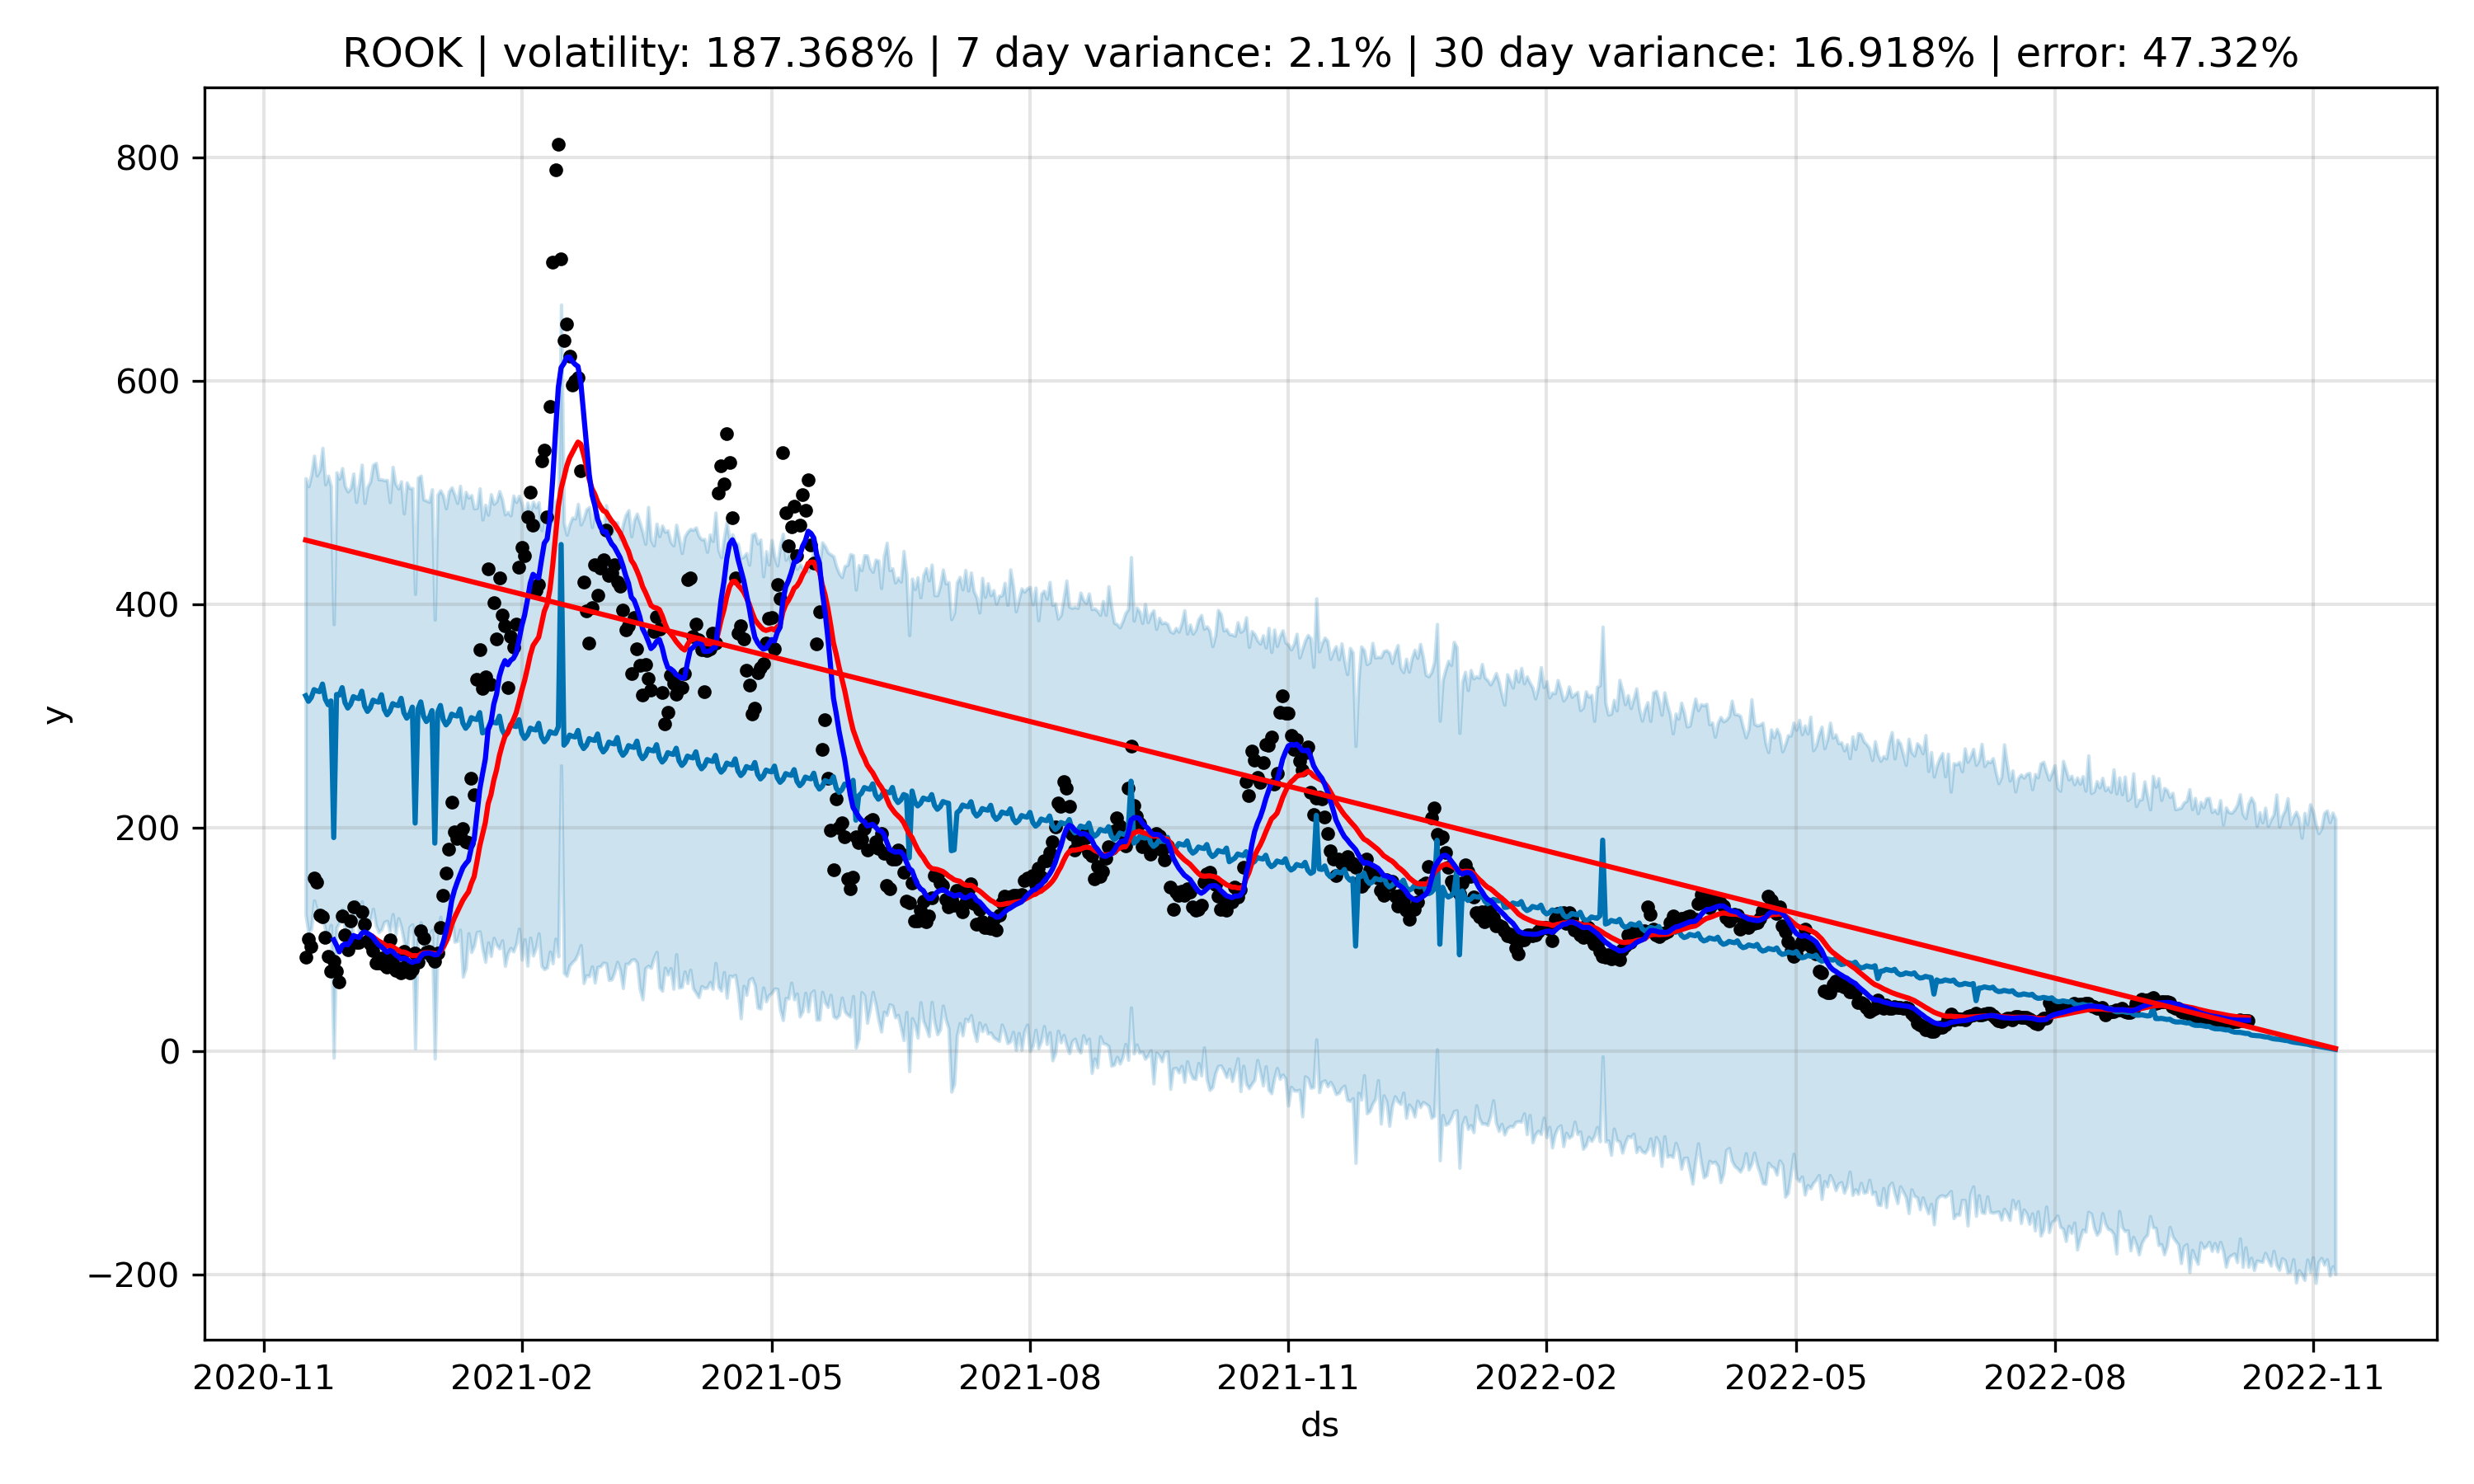 ROOK | volatility: 187.368% | 7 day variance: 2.1% | 30 day variance: 16.918% | error: 47.32%
800
600
400
200
0
−200
y
2020-11 2021-02 2021-05 2021-08 2021-11 2022-02 2022-05 2022-08 2022-11
ds